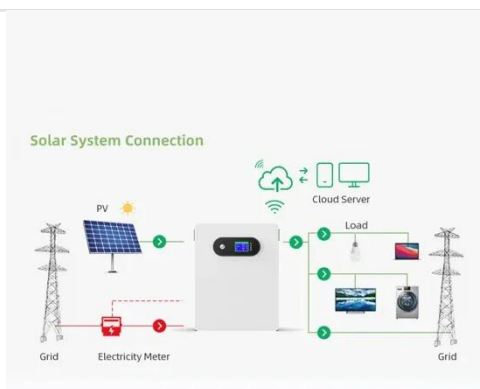 Solar System Connection
PV
Cloud Server
Load
Grid
Electricity Meter
Grid